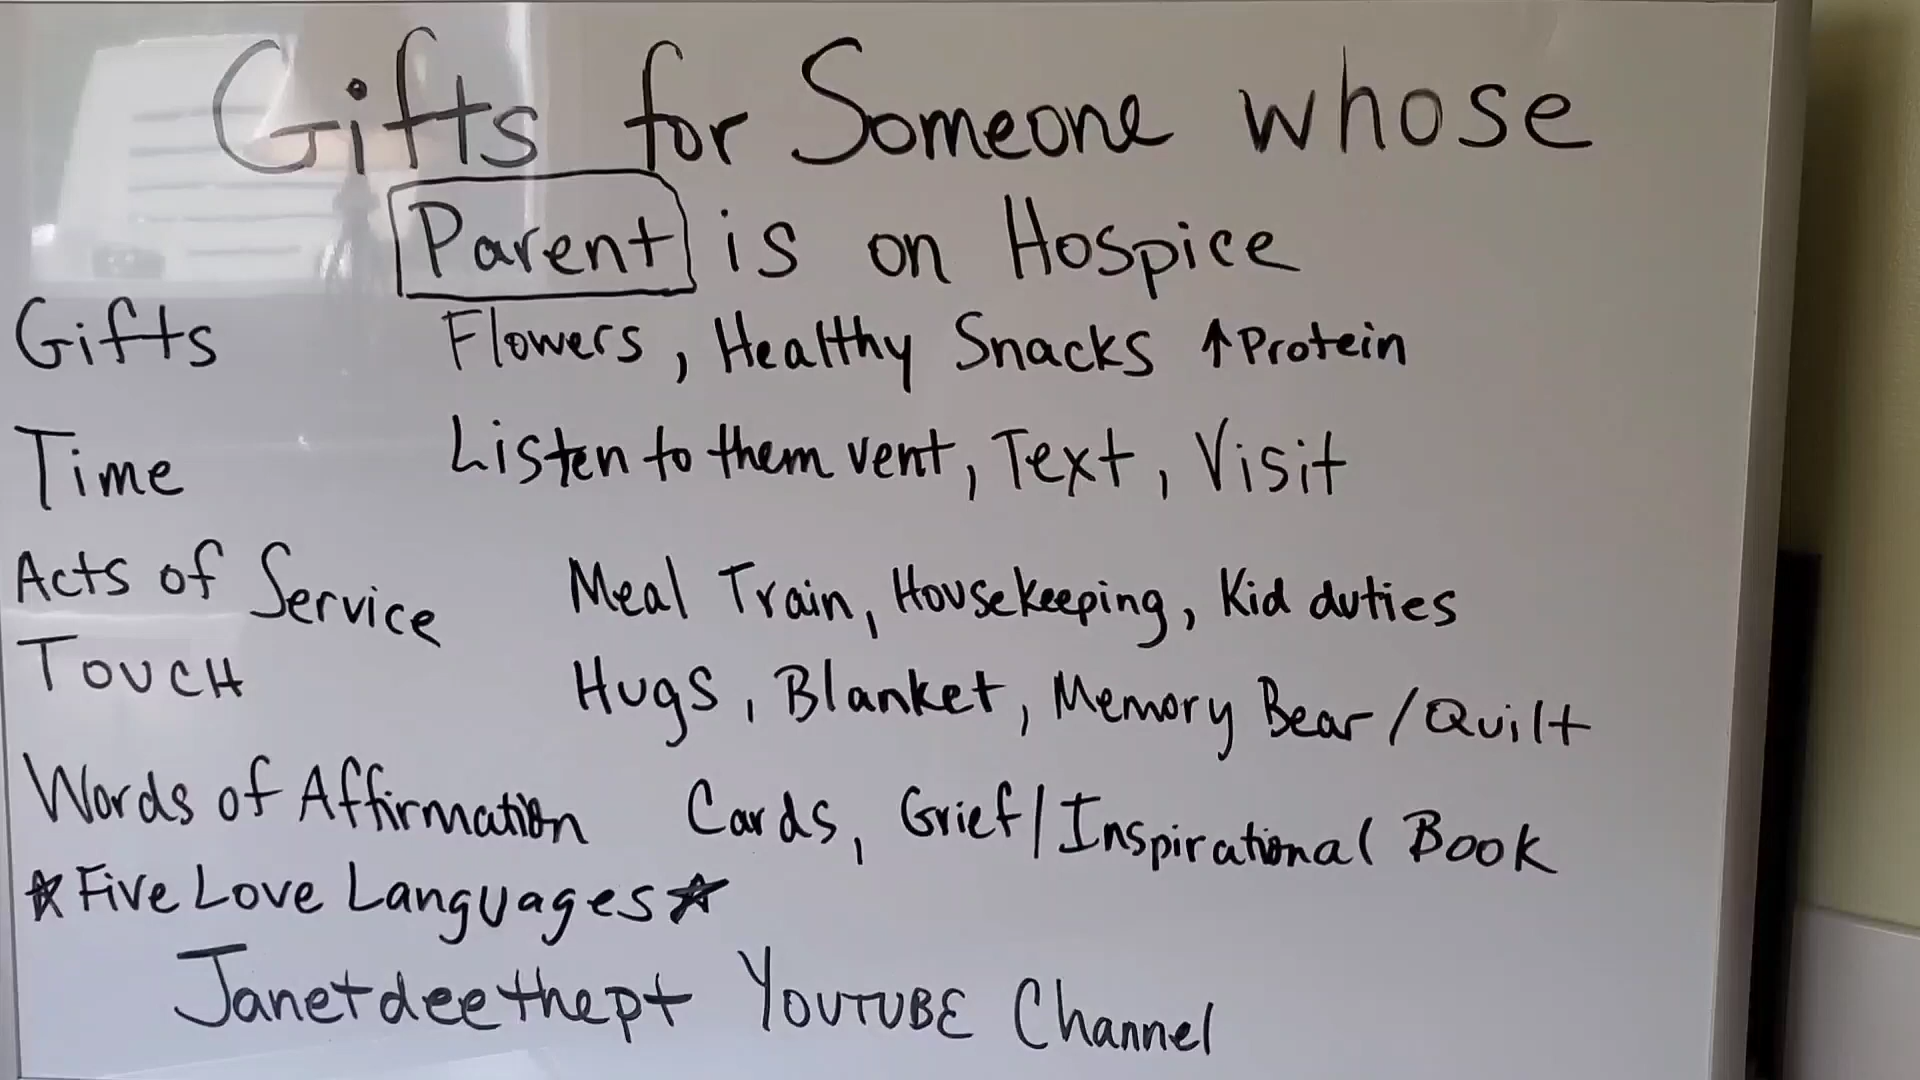 Gifts for Someone whose
Parent is on Hospice
Gifts Flowers, Healthy Snacks ↑Protein
Time Listen to them vent, Text, Visit
Acts of Service Meal Train, Housekeeping, Kid duties
Touch Hugs, Blanket, Memory Bear/Quilt
Words of Affirmation Cards, Grief/Inspirational Book
☆Five Love Languages☆
Janetdeethept YOUTUBE Channel